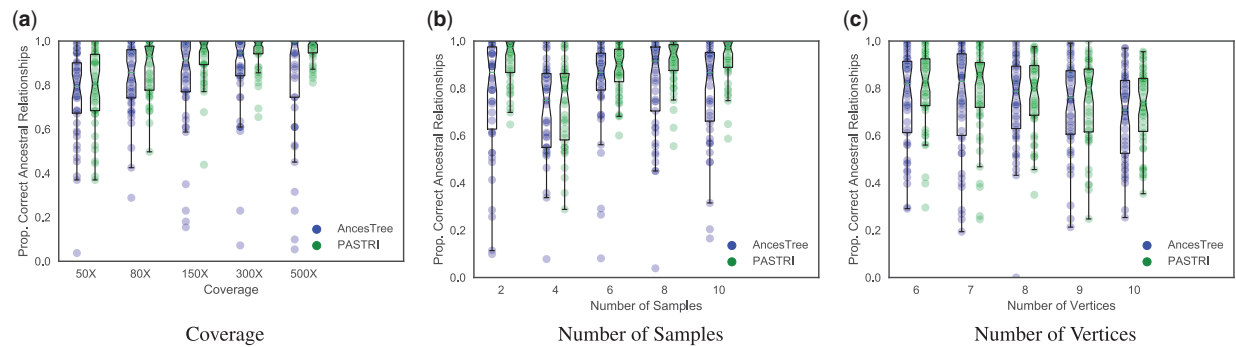 (a)
Prop. Correct Ancestral Relationships
1.0
0.8
0.6
0.4
0.2
0.0
50X 80X 150X 300X 500X
Coverage
AncesTree
PASTRI
Coverage
(b)
Prop. Correct Ancestral Relationships
1.0
0.8
0.6
0.4
0.2
0.0
2 4 6 8 10
Number of Samples
AncesTree
PASTRI
Number of Samples
(c)
Prop. Correct Ancestral Relationships
1.0
0.8
0.6
0.4
0.2
0.0
6 7 8 9 10
Number of Vertices
AncesTree
PASTRI
Number of Vertices